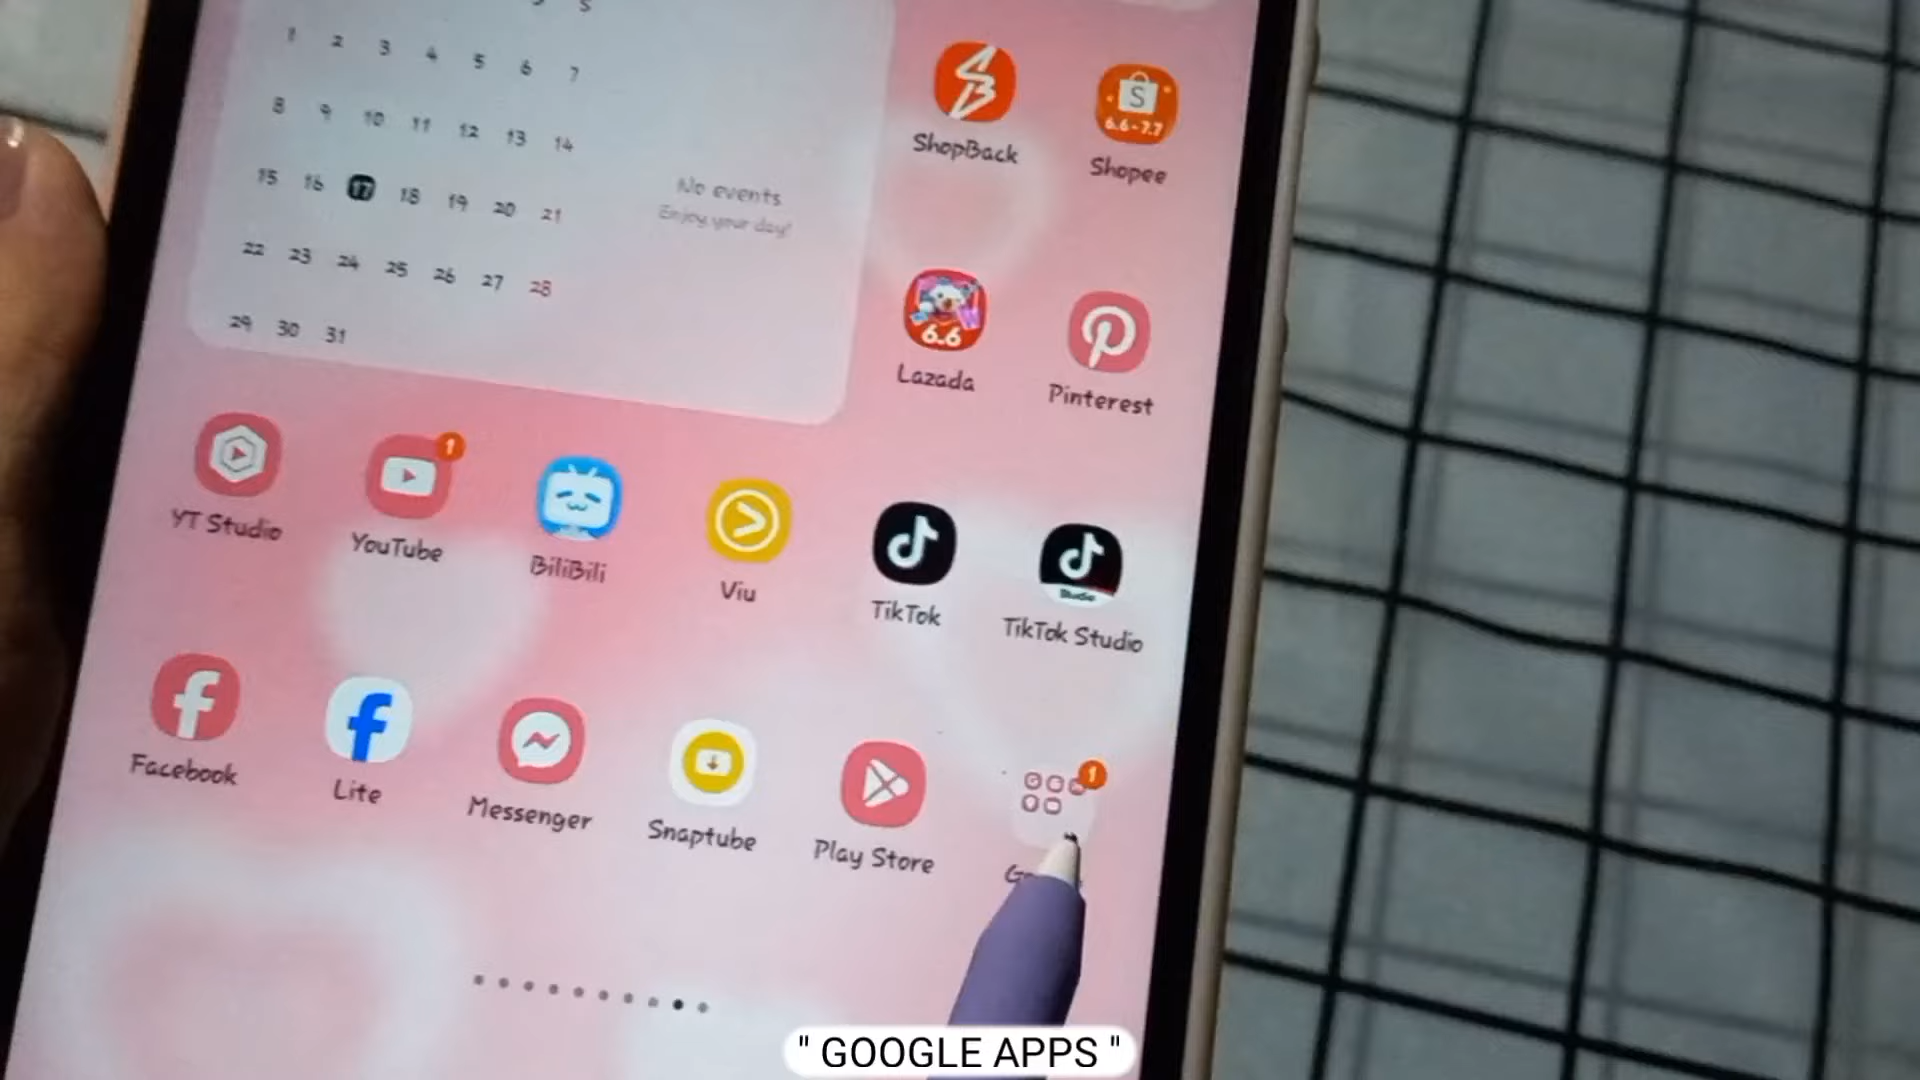 S
1 2 3 4 5 6 7
8 9 10 11 12 13 14
15 16 17 18 19 20 21
22 23 24 25 26 27 28
29 30 31
No events
Enjoy your day!
ShopBack
S
6.6-7.7
Shopee
6.6
Lazada
Pinterest
YT Studio
1
YouTube
BiliBili
Viu
TikTok
Studio
TikTok Studio
Facebook
Lite
Messenger
Snaptube
Play Store
1
" GOOGLE APPS "